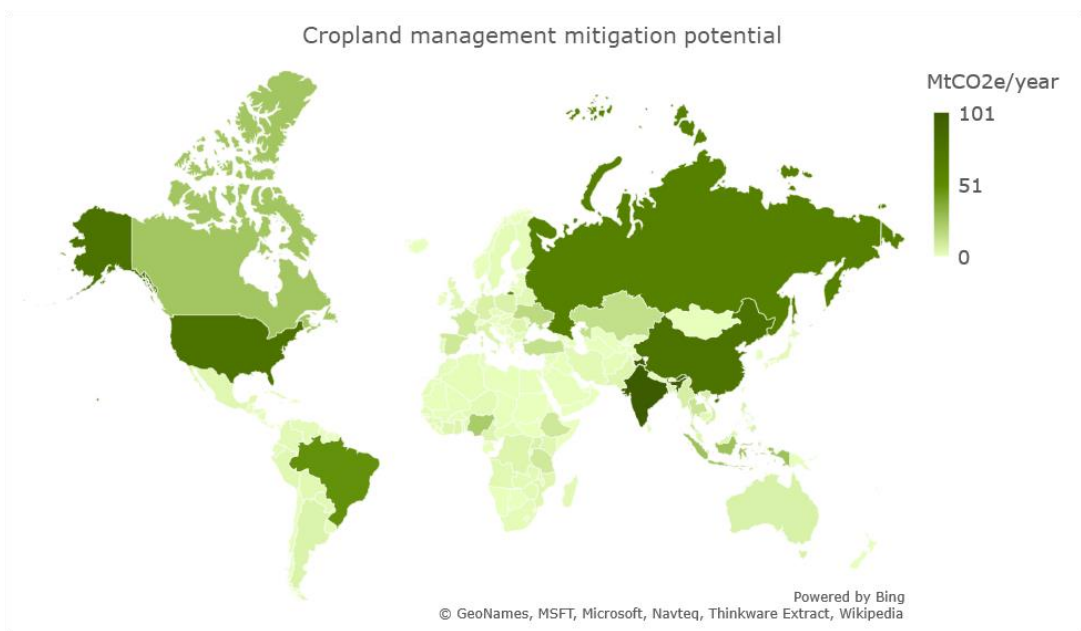 Cropland management mitigation potential
MtCO2e/year
101
51
0
Powered by Bing
© GeoNames, MSFT, Microsoft, Navteq, Thinkware Extract, Wikipedia